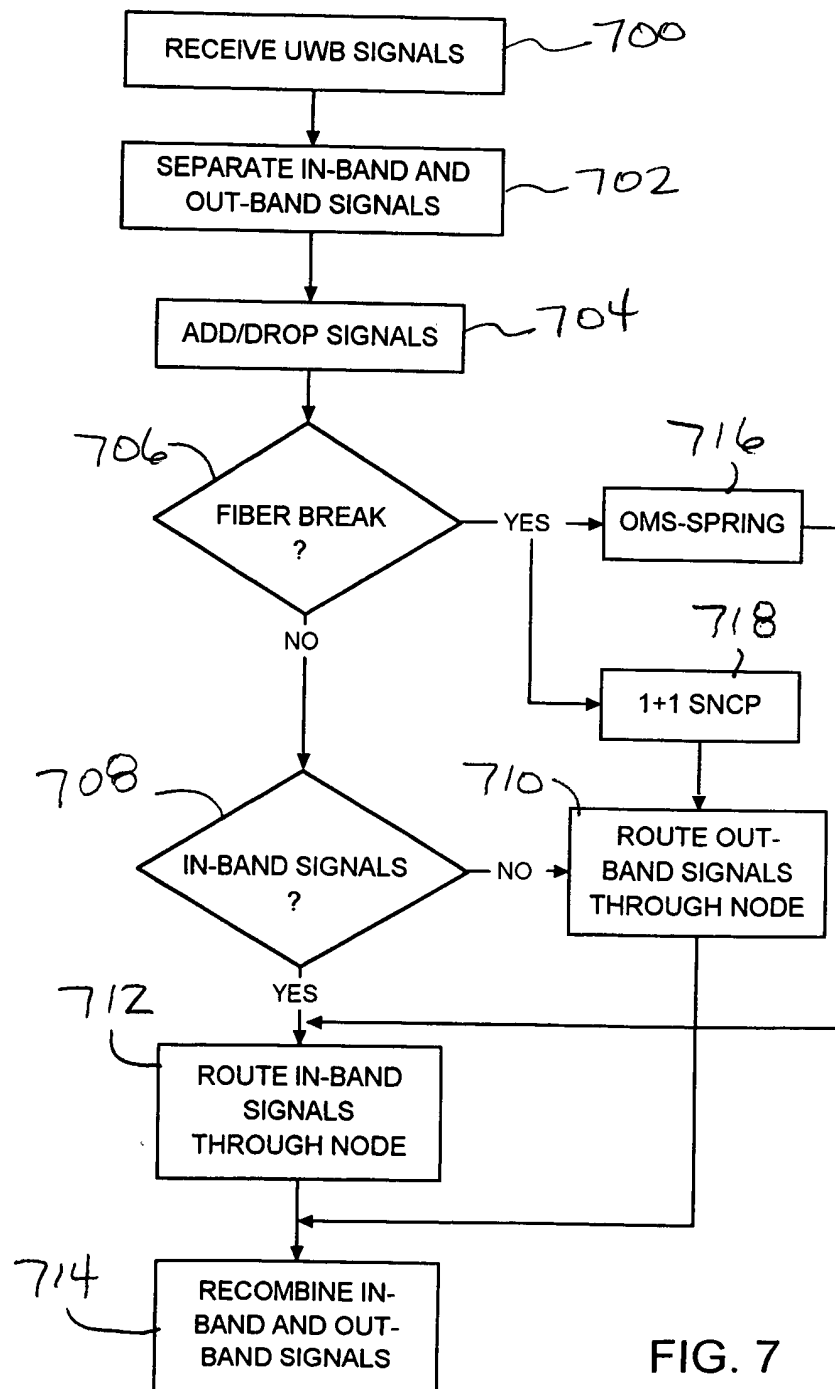 RECEIVE UWB SIGNALS
700
SEPARATE IN-BAND AND
OUT-BAND SIGNALS
702
ADD/DROP SIGNALS
704
706
FIBER BREAK
?
YES
716
OMS-SPRING
NO
718
1+1 SNCP
708
IN-BAND SIGNALS
?
NO
710
ROUTE OUT-
BAND SIGNALS
THROUGH NODE
YES
712
ROUTE IN-BAND
SIGNALS
THROUGH NODE
714
RECOMBINE IN-
BAND AND OUT-
BAND SIGNALS
FIG. 7